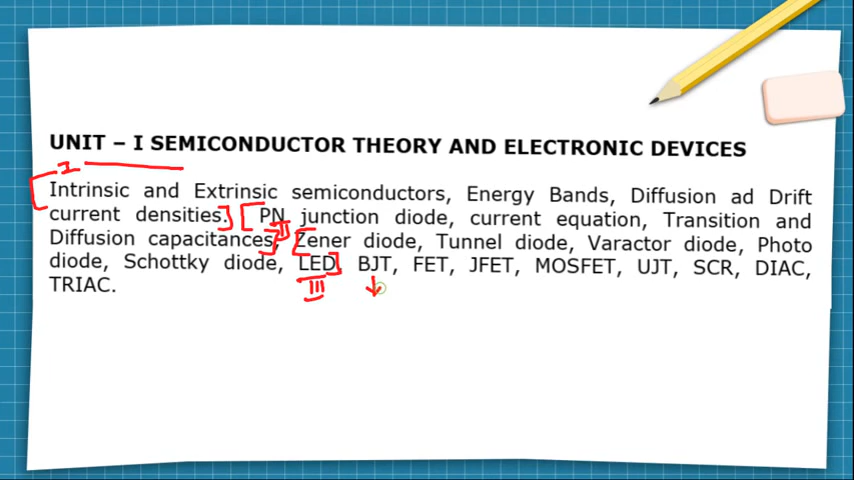 UNIT – I SEMICONDUCTOR THEORY AND ELECTRONIC DEVICES
I
Intrinsic and Extrinsic semiconductors, Energy Bands, Diffusion ad Drift
current densities. PN junction diode, current equation, Transition and
II
Diffusion capacitances, Zener diode, Tunnel diode, Varactor diode, Photo
diode, Schottky diode, LED, BJT, FET, JFET, MOSFET, UJT, SCR, DIAC,
TRIAC.
III